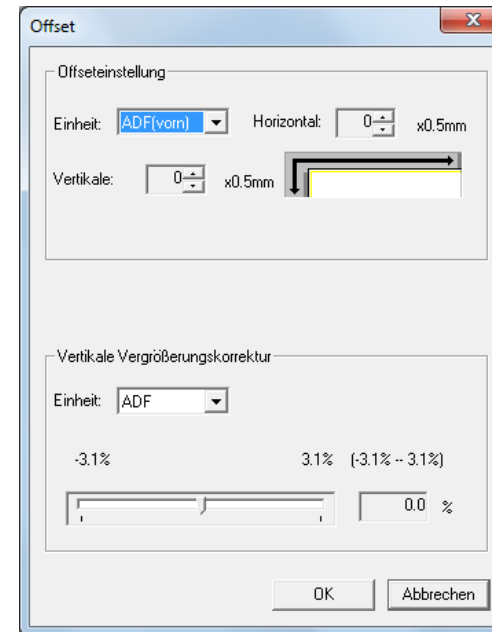 Offset
Offseteinstellung
Einheit: ADF(vorn) Horizontal: 0 x0.5mm
Vertikale: 0 x0.5mm
Vertikale Vergrößerungskorrektur
Einheit: ADF
-3.1% 3.1% (-3.1% -- 3.1%)
0.0 %
OK Abbrechen